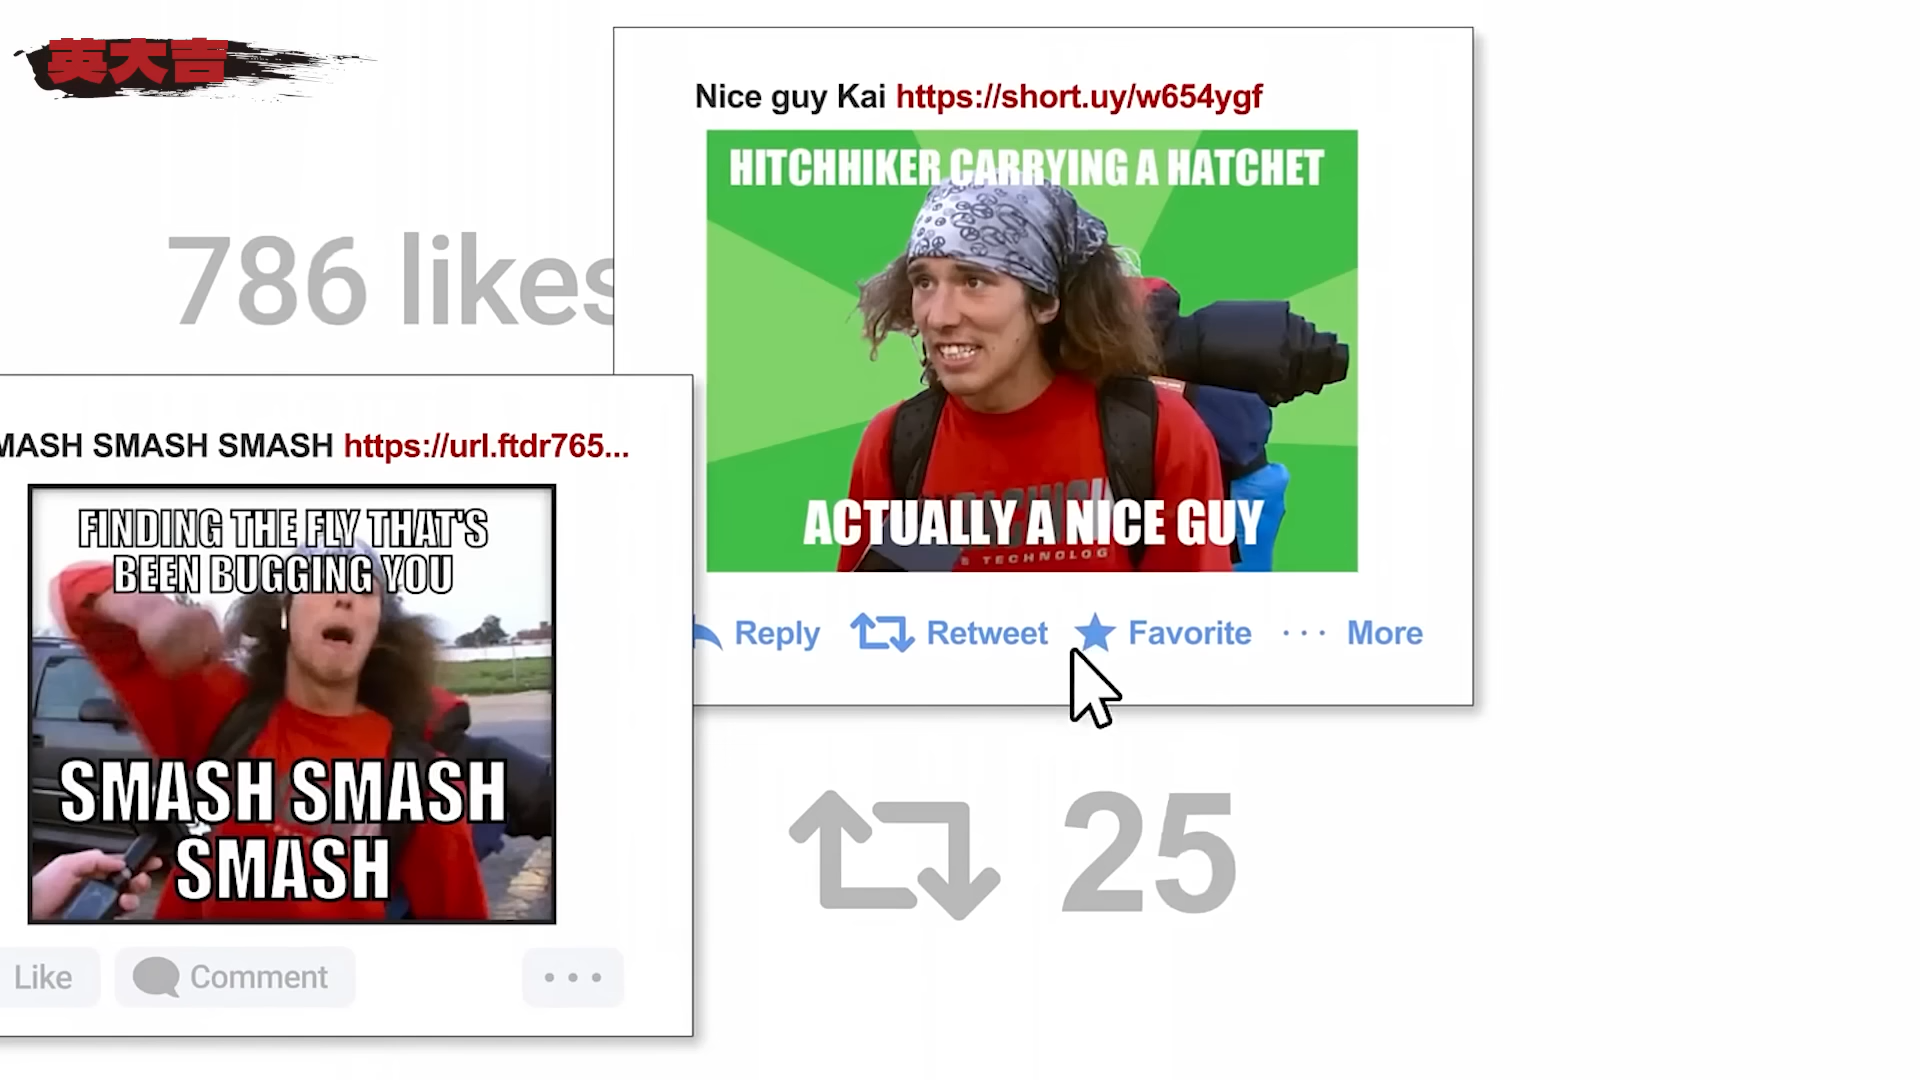 英大吉
Nice guy Kai https://short.uy/w654ygf
HITCHHIKER CARRYING A HATCHET
ACTUALLY A NICE GUY
TECHNOLOG
Reply Retweet Favorite ··· More
786 likes
MASH SMASH SMASH https://url.ftdr765...
FINDING THE FLY THAT'S
BEEN BUGGING YOU
SMASH SMASH
SMASH
Like Comment ...
25